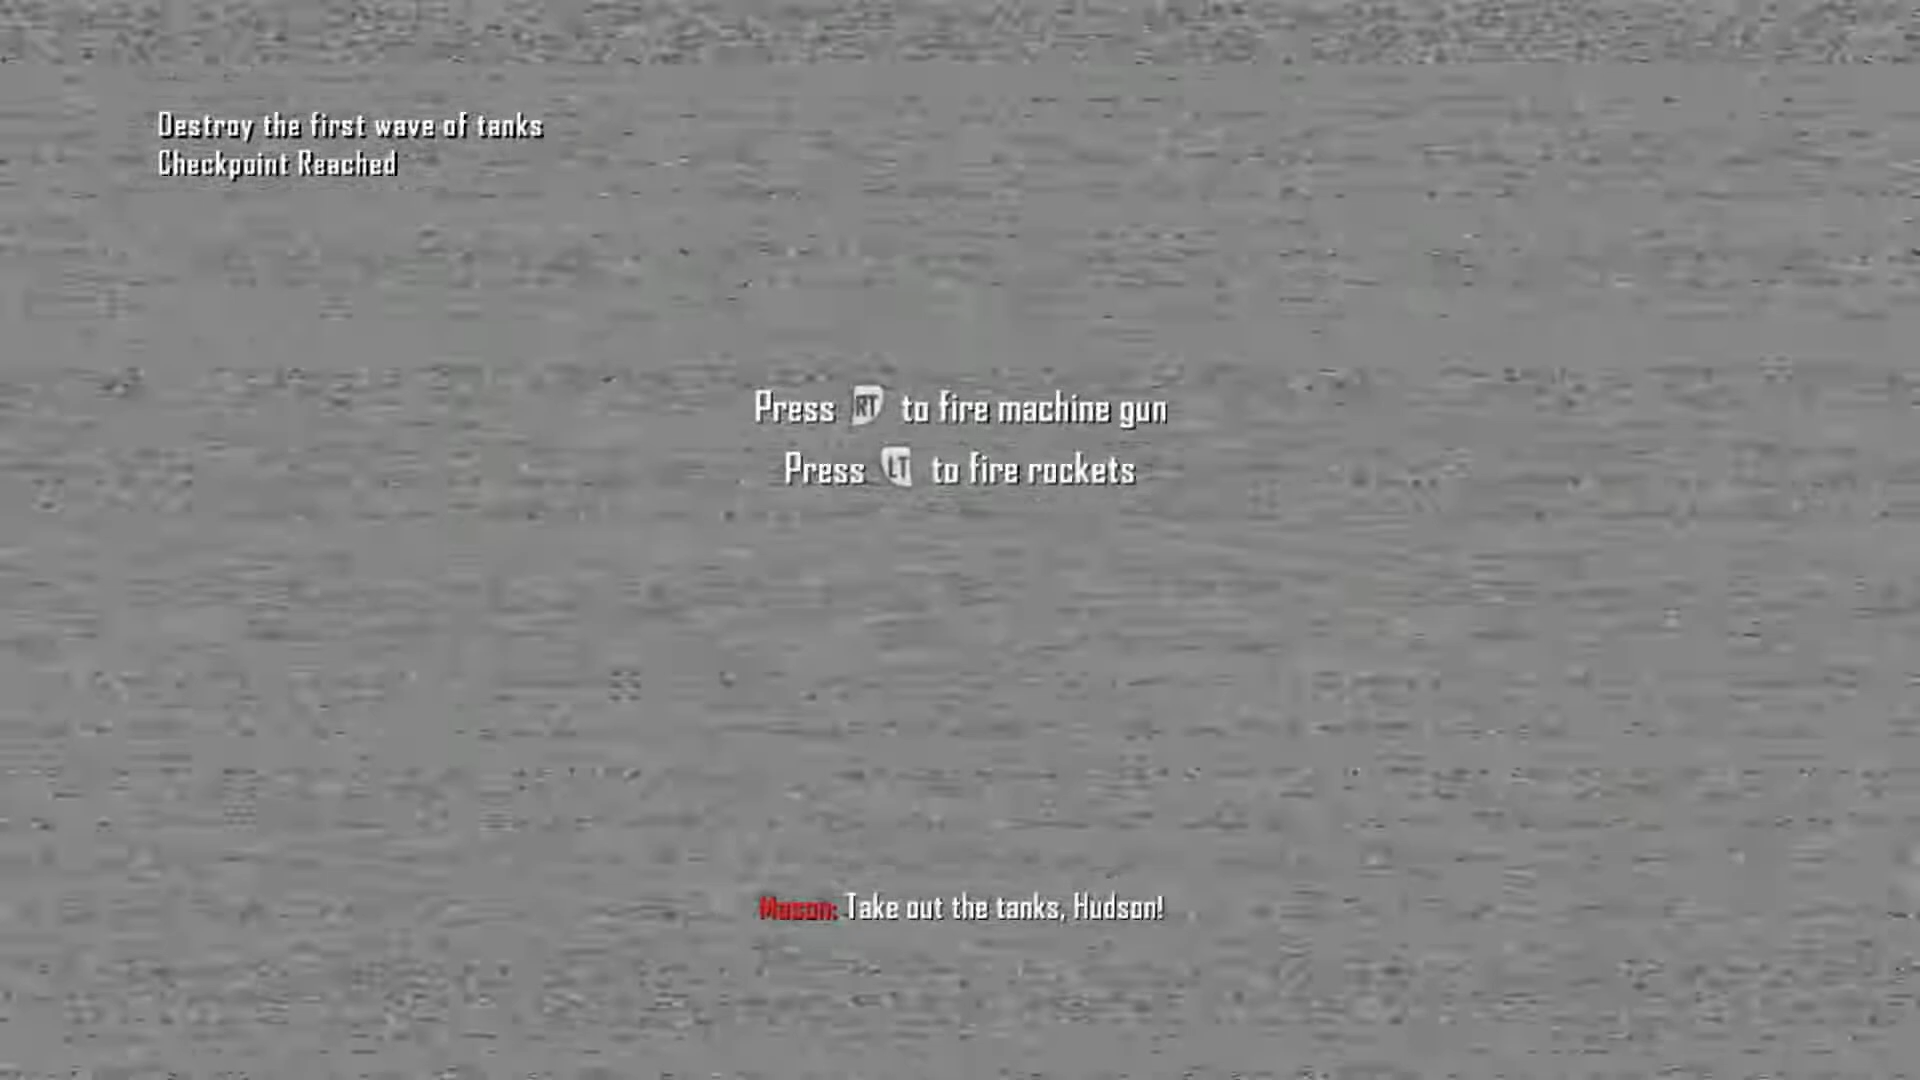 Destroy the first wave of tanks
Checkpoint Reached
Press RT to fire machine gun
Press LT to fire rockets
Mason: Take out the tanks, Hudson!